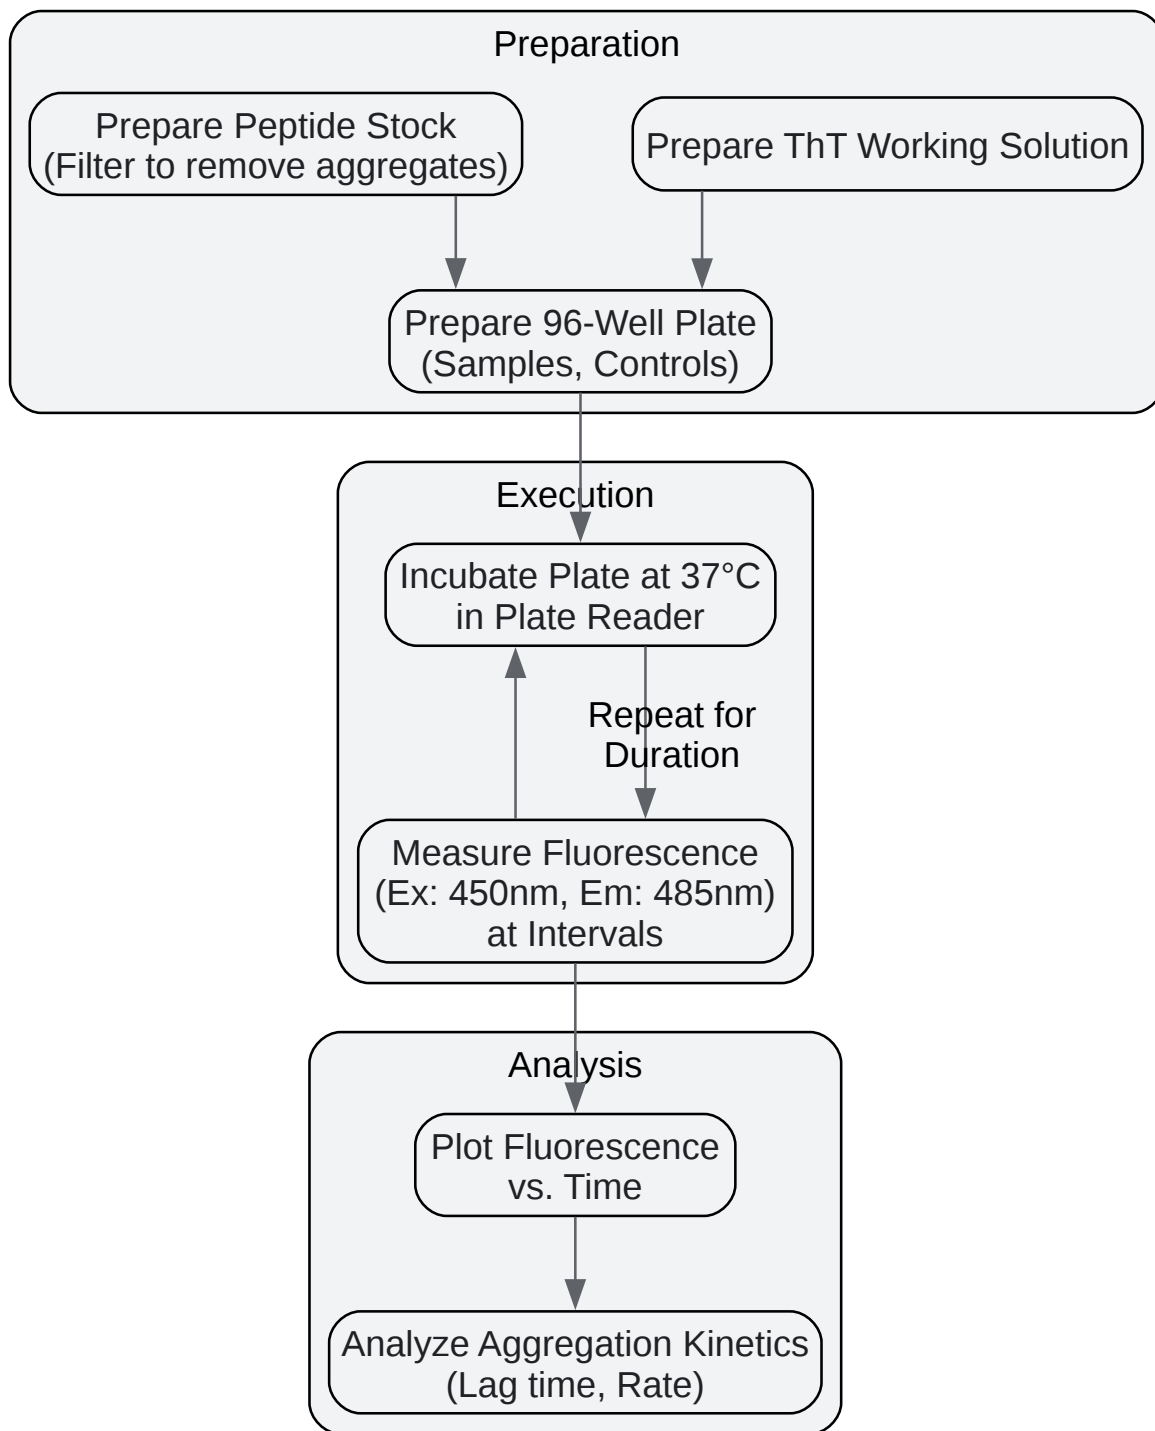 Preparation
Prepare Peptide Stock
(Filter to remove aggregates)
Prepare ThT Working Solution
Prepare 96-Well Plate
(Samples, Controls)
Execution
Incubate Plate at 37°C
in Plate Reader
Repeat for
Duration
Measure Fluorescence
(Ex: 450nm, Em: 485nm)
at Intervals
Analysis
Plot Fluorescence
vs. Time
Analyze Aggregation Kinetics
(Lag time, Rate)